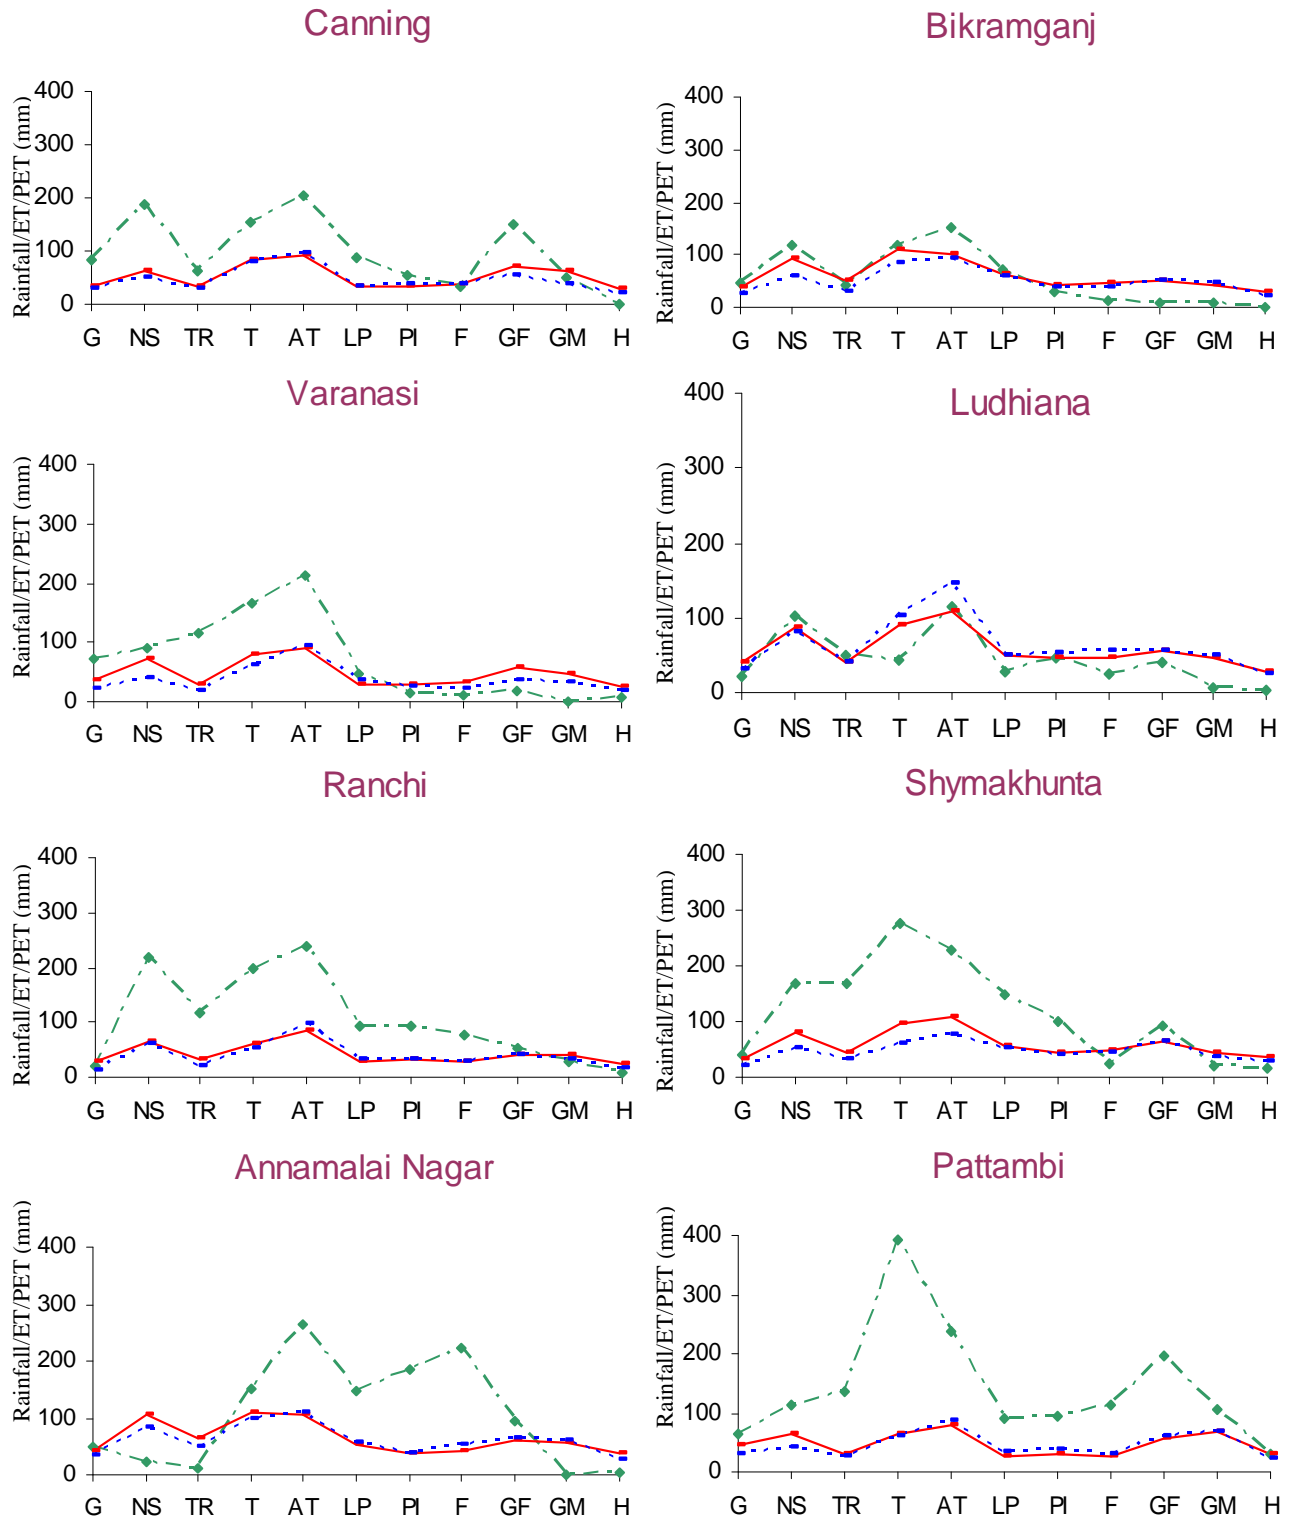 Canning
Rainfall/ET/PET (mm)
400
300
200
100
0
G NS TR T AT LP PI F GF GM H
Bikramganj
Rainfall/ET/PET (mm)
400
300
200
100
0
G NS TR T AT LP PI F GF GM H
Varanasi
Rainfall/ET/PET (mm)
400
300
200
100
0
G NS TR T AT LP PI F GF GM H
Ludhiana
Rainfall/ET/PET (mm)
400
300
200
100
0
G NS TR T AT LP PI F GF GM H
Ranchi
Rainfall/ET/PET (mm)
400
300
200
100
0
G NS TR T AT LP PI F GF GM H
Shymakhunta
Rainfall/ET/PET (mm)
400
300
200
100
0
G NS TR T AT LP PI F GF GM H
Annamalai Nagar
Rainfall/ET/PET (mm)
400
300
200
100
0
G NS TR T AT LP PI F GF GM H
Pattambi
Rainfall/ET/PET (mm)
400
300
200
100
0
G NS TR T AT LP PI F GF GM H